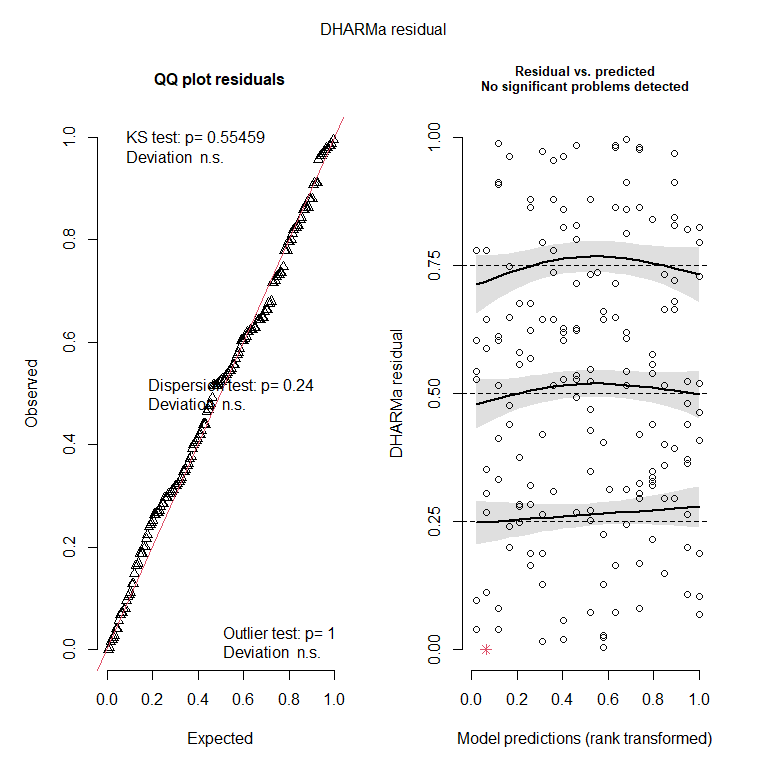 DHARMa residual
QQ plot residuals
KS test: p= 0.55459
Deviation n.s.
Dispersion test: p= 0.24
Deviation n.s.
Outlier test: p= 1
Deviation n.s.
Observed
0.0
0.2
0.4
0.6
0.8
1.0
0.0
0.2
0.4
0.6
0.8
1.0
Expected
Residual vs. predicted
No significant problems detected
DHARMa residual
0.00
0.25
0.50
0.75
1.00
0.0
0.2
0.4
0.6
0.8
1.0
Model predictions (rank transformed)